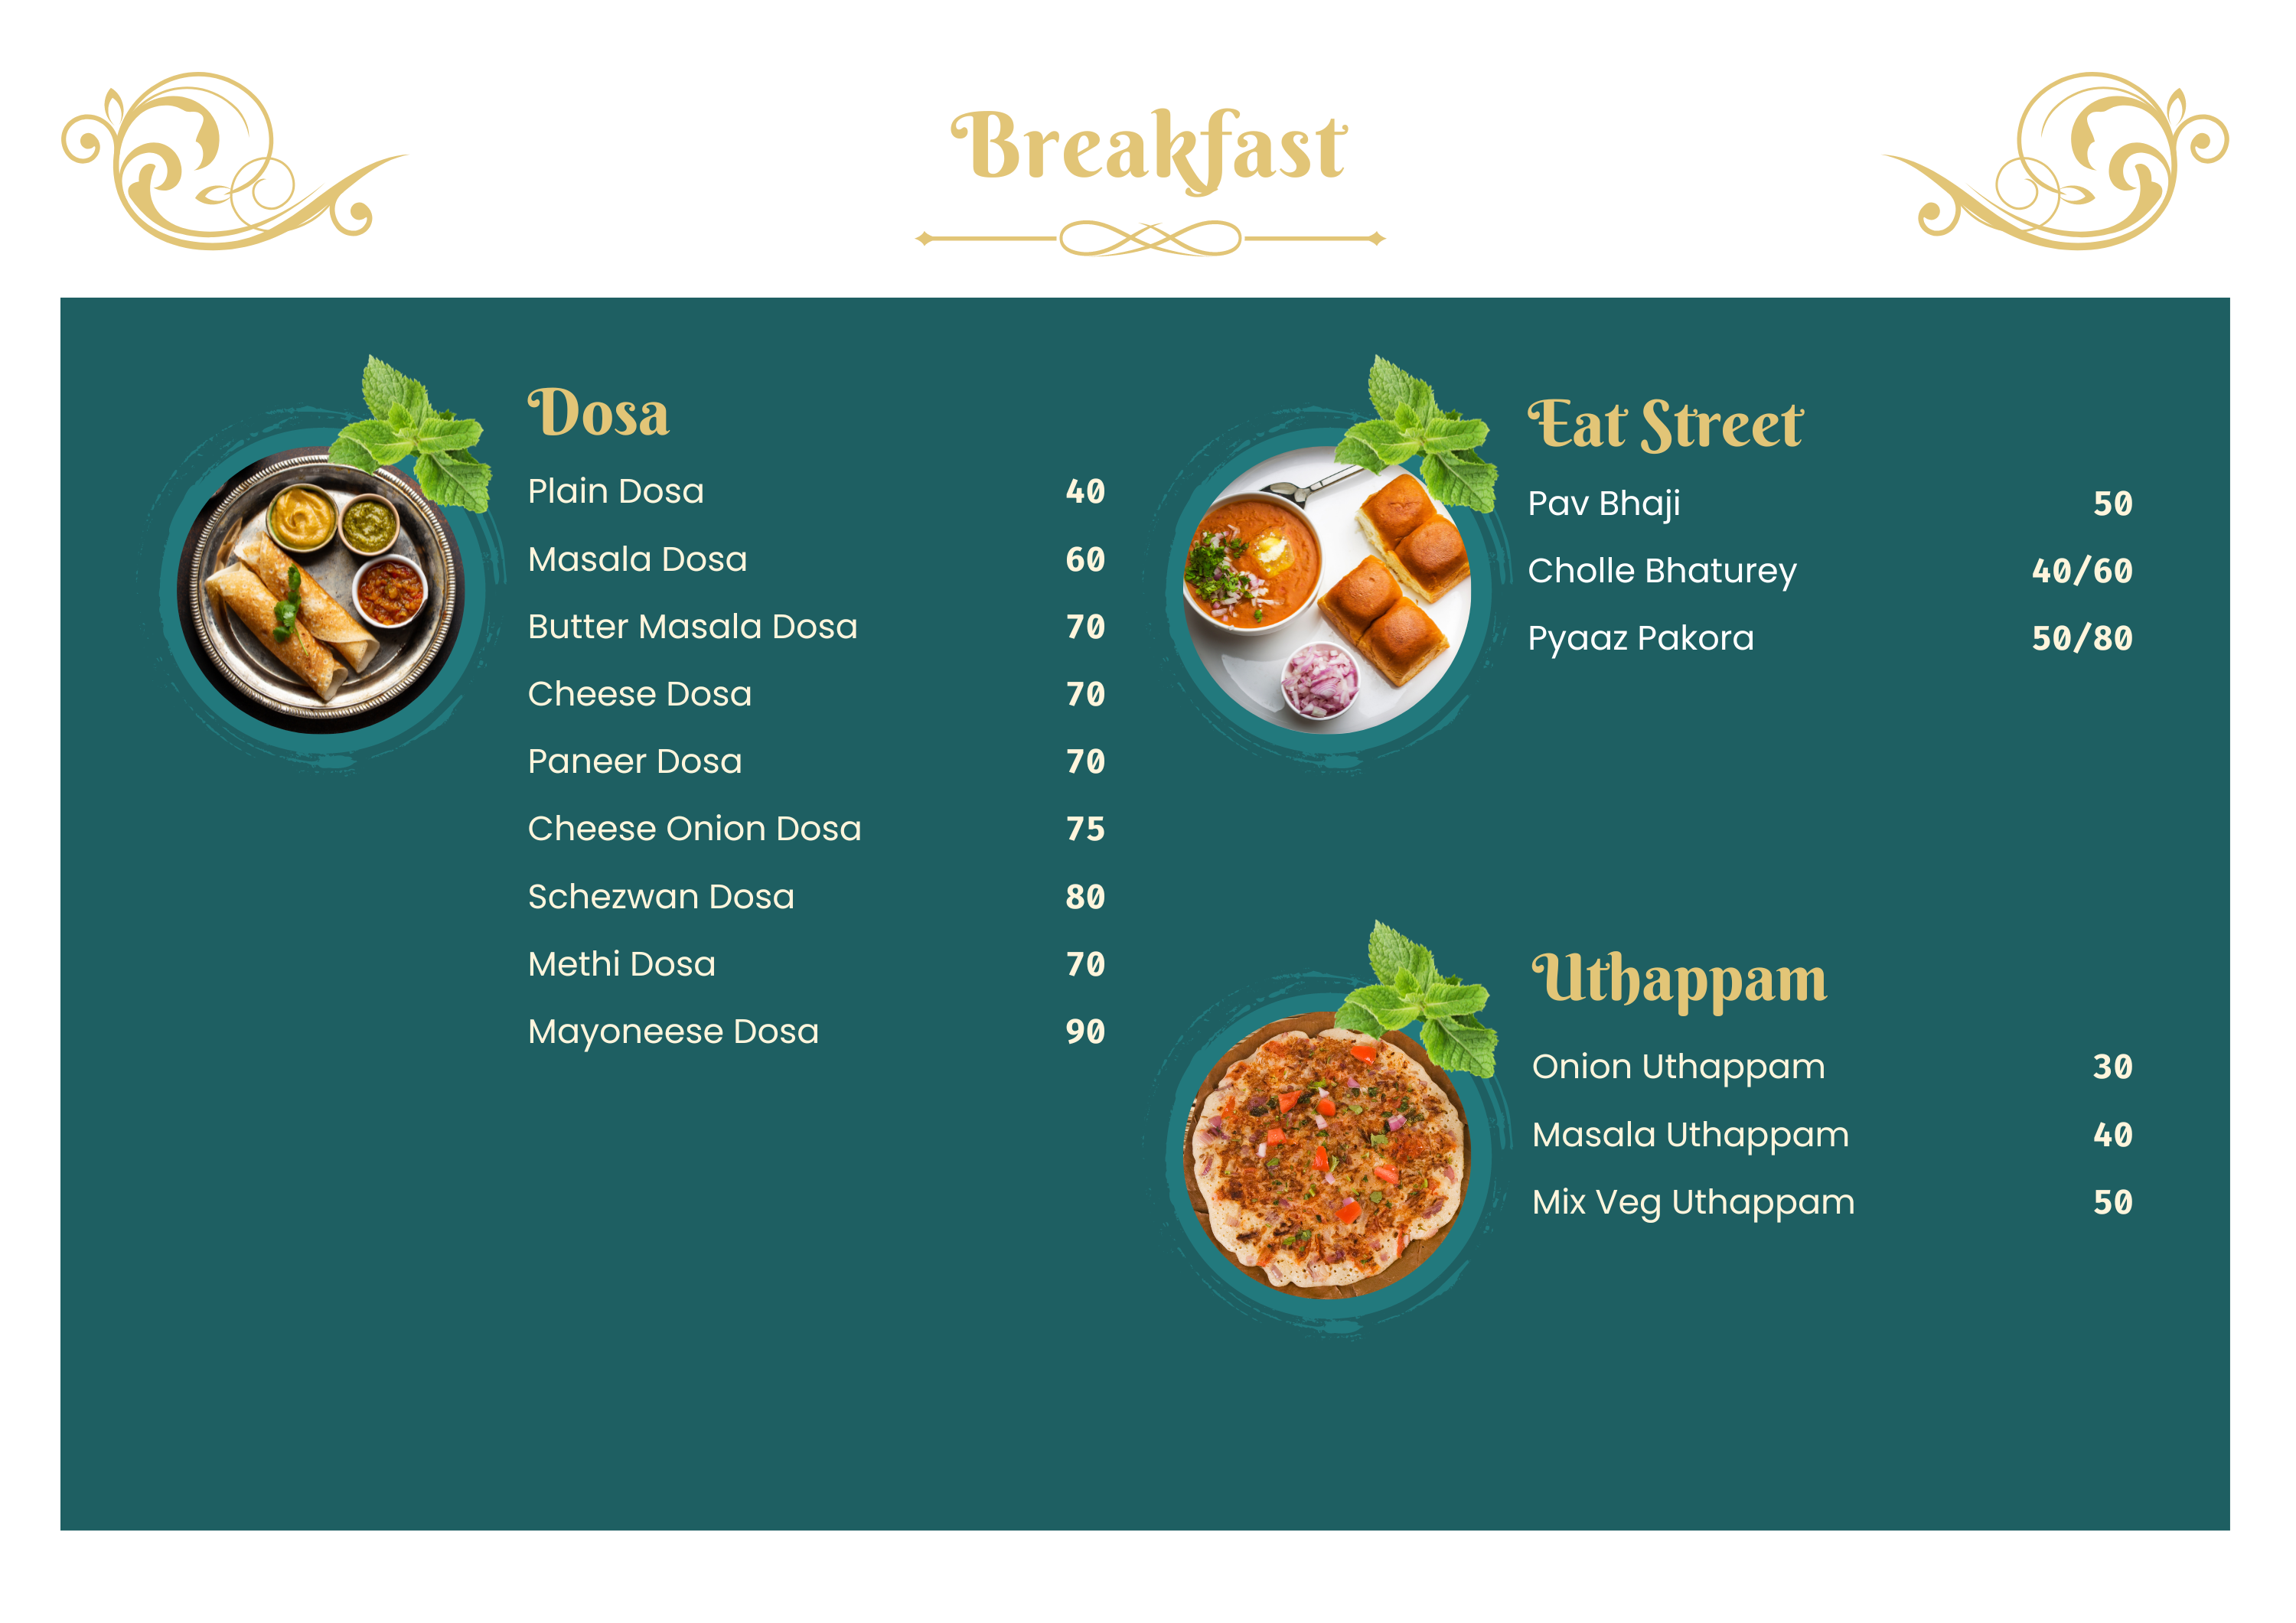 Breakfast
Dosa
Plain Dosa 40
Masala Dosa 60
Butter Masala Dosa 70
Cheese Dosa 70
Paneer Dosa 70
Cheese Onion Dosa 75
Schezwan Dosa 80
Methi Dosa 70
Mayoneese Dosa 90
Eat Street
Pav Bhaji 50
Cholle Bhaturey 40/60
Pyaaz Pakora 50/80
Uthappam
Onion Uthappam 30
Masala Uthappam 40
Mix Veg Uthappam 50